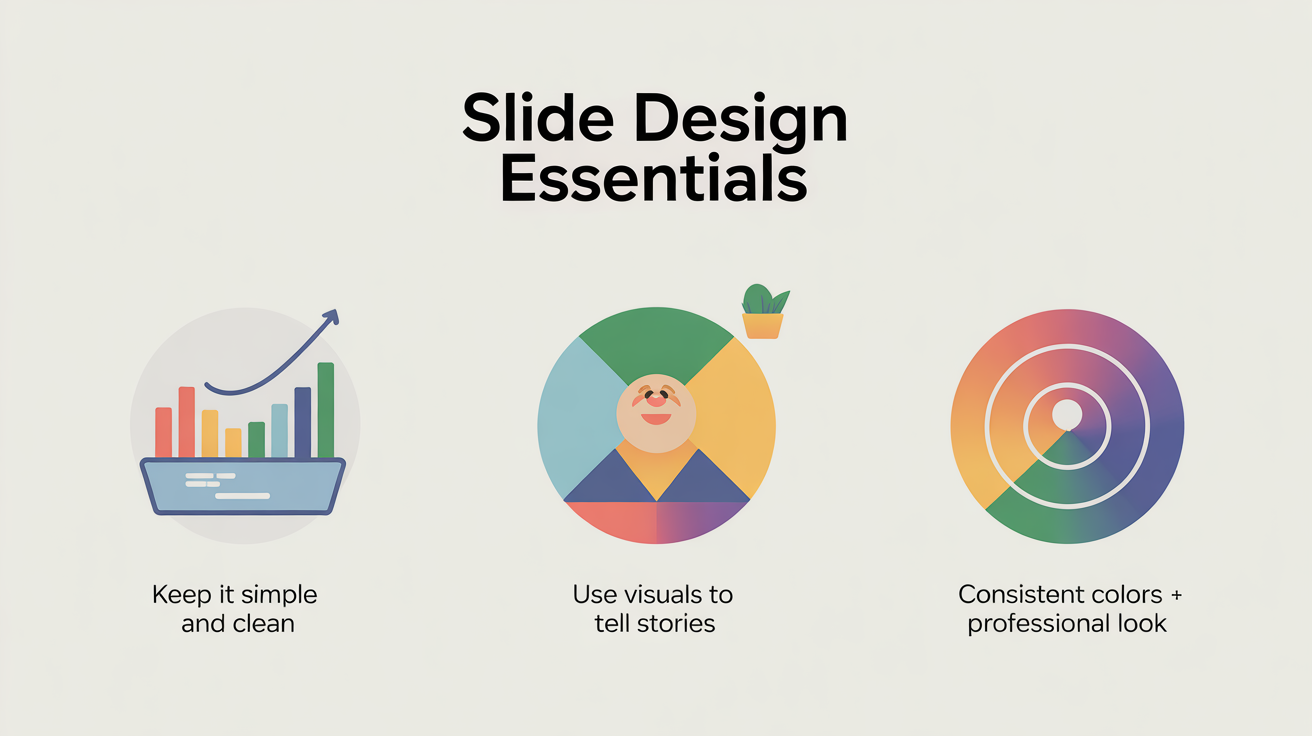 Slide Design
Essentials
Keep it simple
and clean
Use visuals to
tell stories
Consistent colors +
professional look